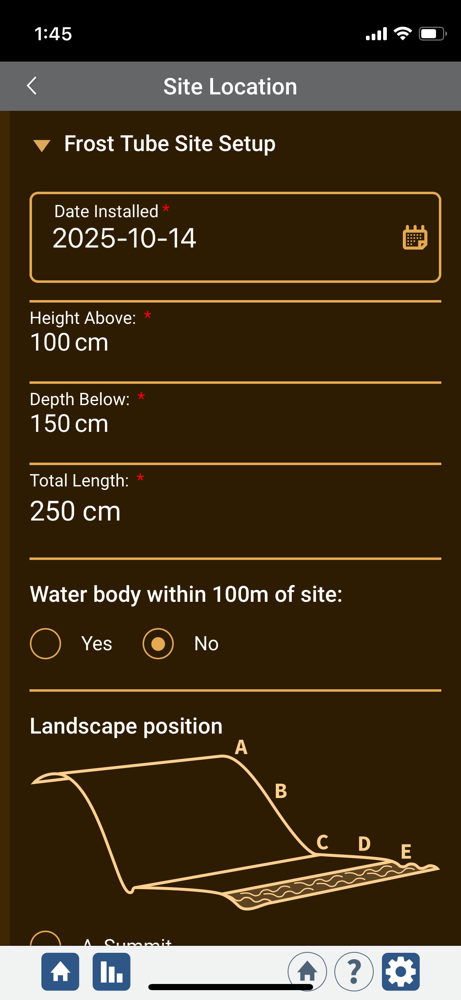 1:45
Site Location
Frost Tube Site Setup
Date Installed *
2025-10-14
Height Above: *
100 cm
Depth Below: *
150 cm
Total Length: *
250 cm
Water body within 100m of site:
Yes No
Landscape position
A
B
C D E
A. Summit
?